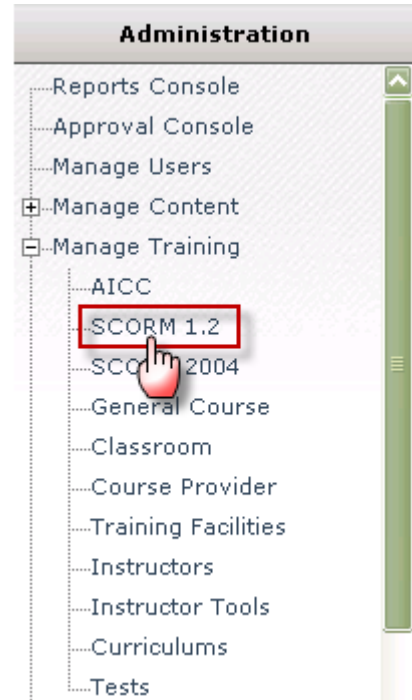 Administration
Reports Console
Approval Console
Manage Users
Manage Content
Manage Training
AICC
SCORM 1.2
2004
General Course
Classroom
Course Provider
Training Facilities
Instructors
Instructor Tools
Curriculums
Tests